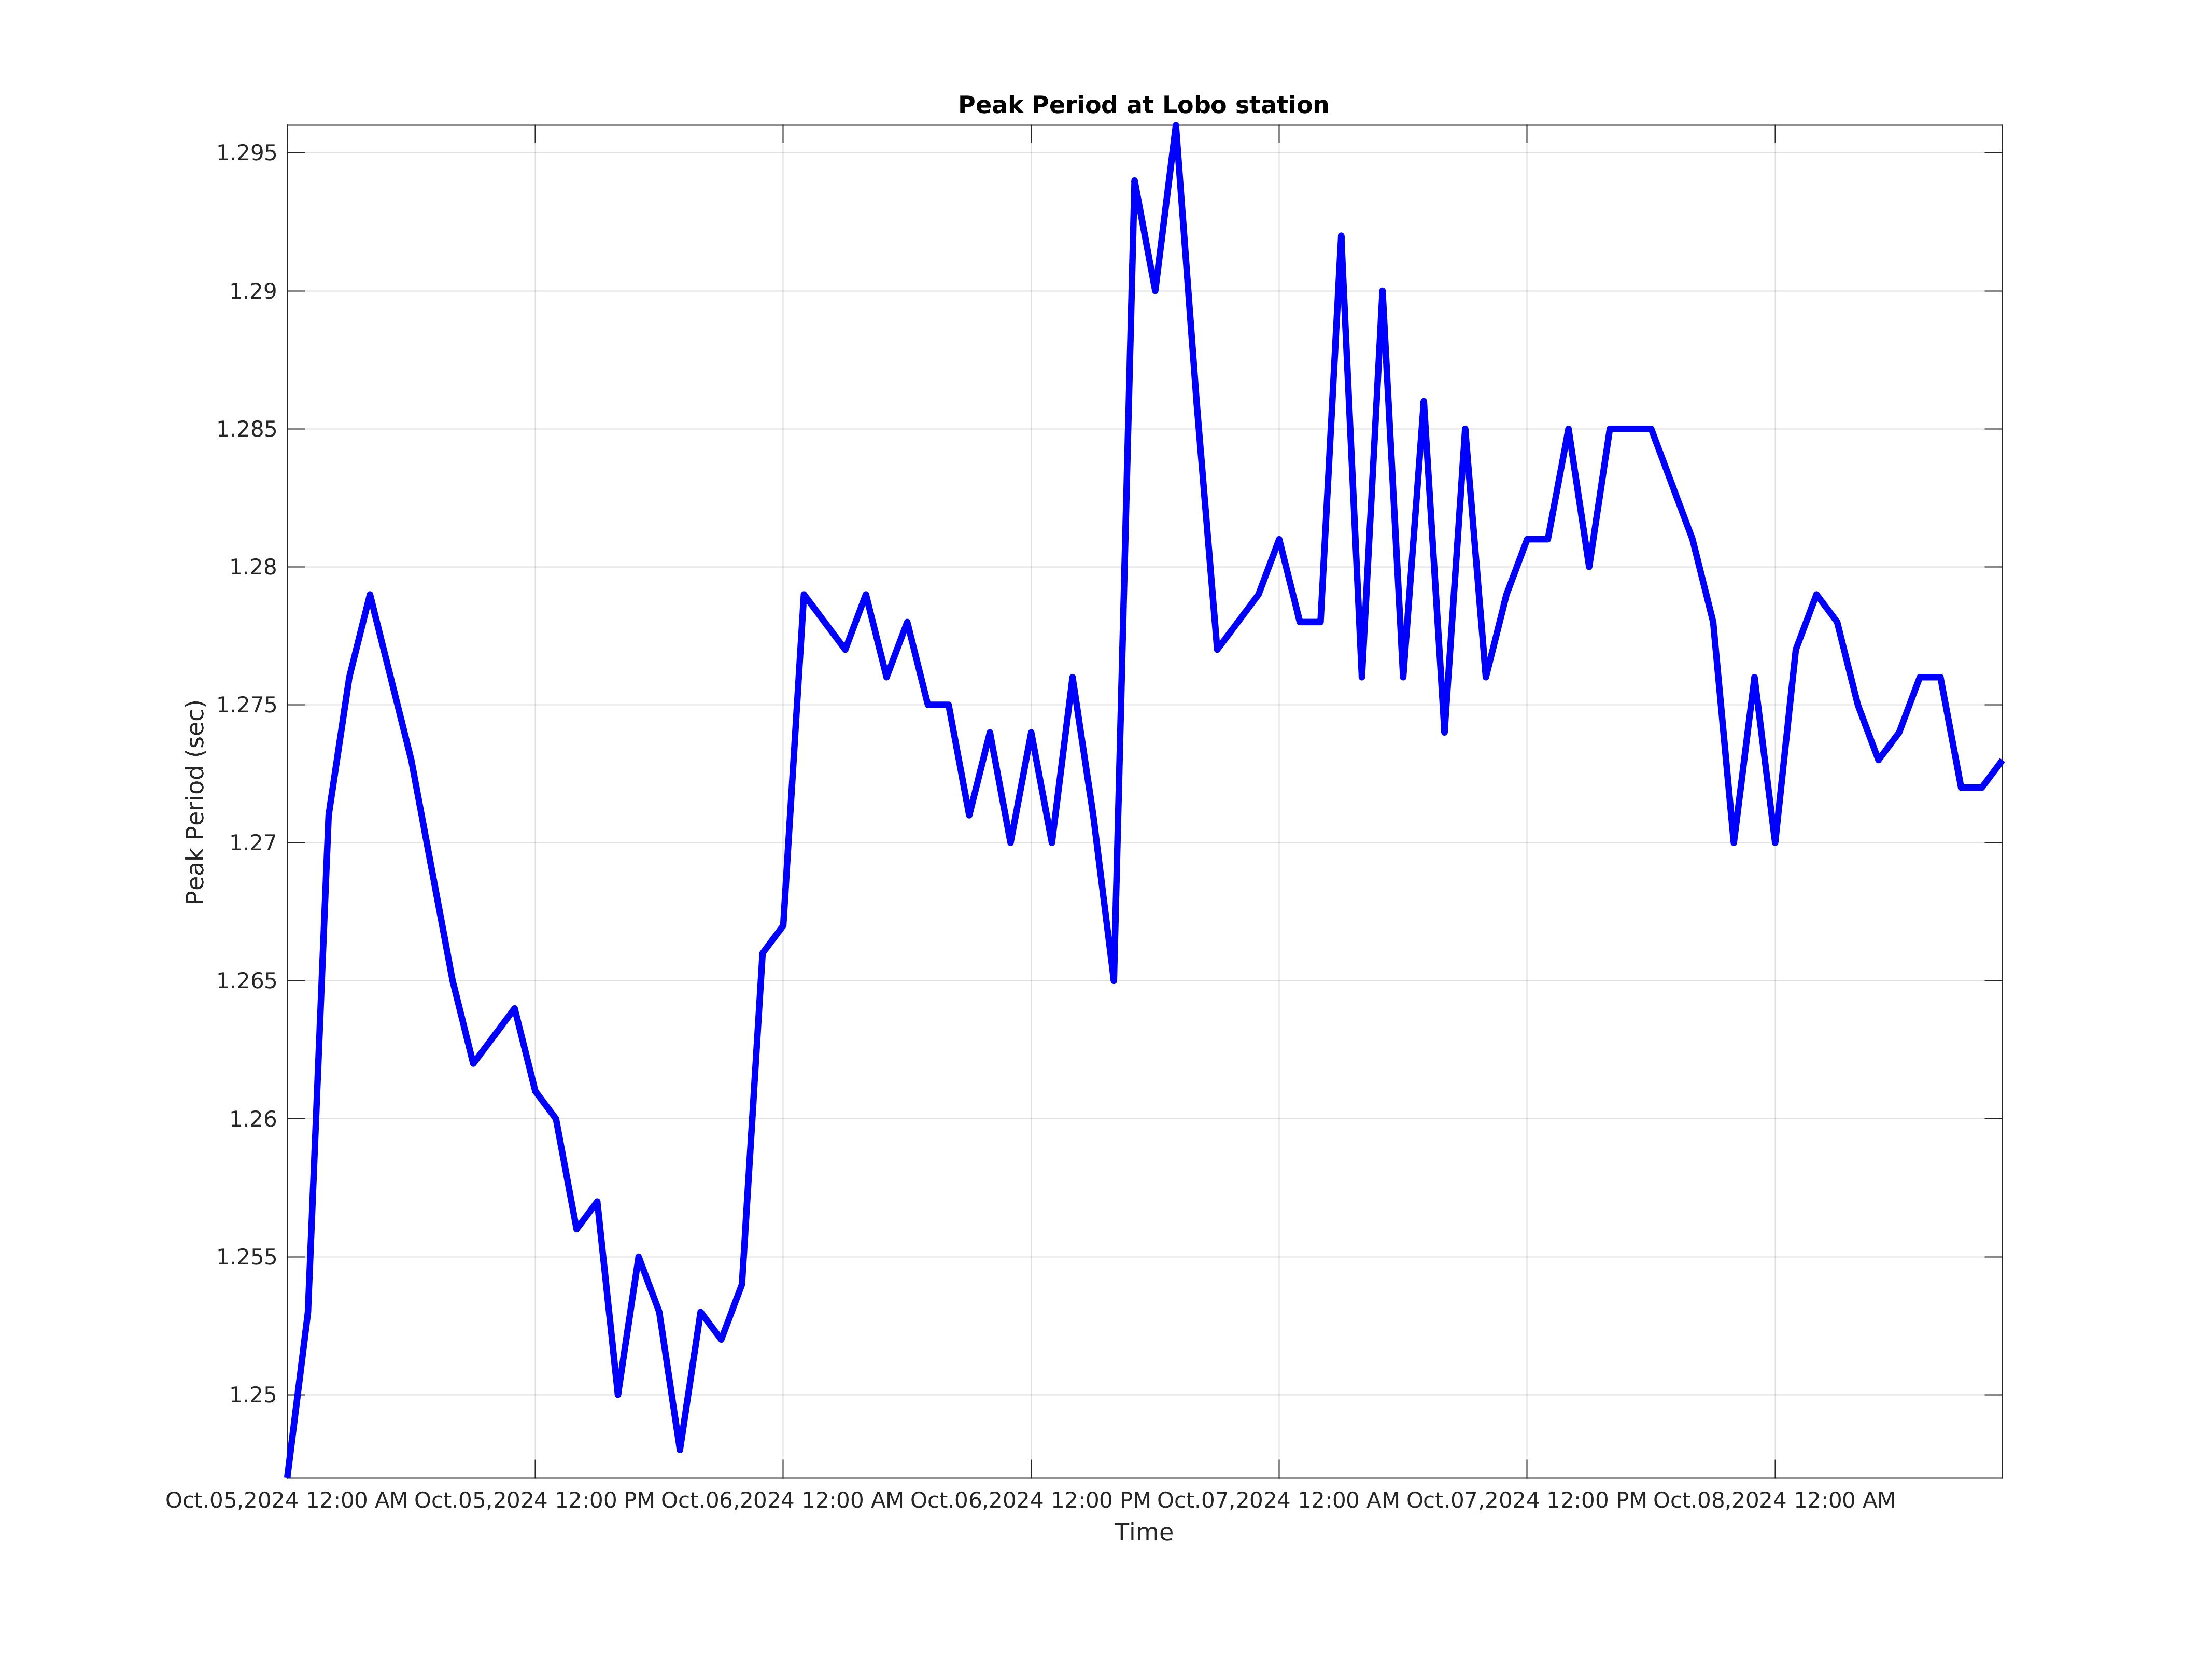 Peak Period at Lobo station
1.295
1.29
1.285
1.28
1.275
1.27
1.265
1.26
1.255
1.25
Peak Period (sec)
Oct.05,2024 12:00 AM Oct.05,2024 12:00 PM Oct.06,2024 12:00 AM Oct.06,2024 12:00 PM Oct.07,2024 12:00 AM Oct.07,2024 12:00 PM Oct.08,2024 12:00 AM
Time